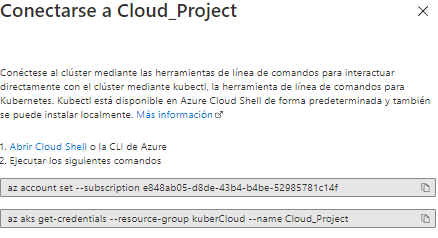 Conectarse a Cloud_Project
Conéctese al clúster mediante las herramientas de línea de comandos para interactuar
directamente con el clúster mediante kubectl, la herramienta de línea de comandos para
Kubernetes. Kubectl está disponible en Azure Cloud Shell de forma predeterminada y también
se puede instalar localmente. Más información
1. Abrir Cloud Shell o la CLI de Azure
2. Ejecutar los siguientes comandos
az account set --subscription e848ab05-d8de-43b4-b4be-52985781c14f
az aks get-credentials --resource-group kuberCloud --name Cloud_Project